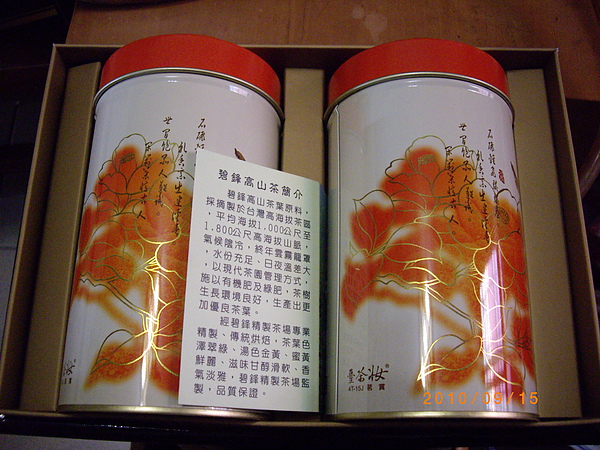 碧鋒高山茶簡介
碧鋒高山茶葉原料,
採摘製於台灣高海拔茶區
,平均海拔1,000公尺至
1,800公尺高海拔山脈,
氣候陰冷,終年雲霧籠罩
,水份充足、日夜溫差大
,以現代茶園管理方式,
施以有機肥及綠肥,茶樹
生長環境良好,生產出更
加優良茶葉。
經碧鋒精製茶場專業
精製、傳統烘焙,茶葉色
澤翠綠、湯色金黃、蜜黃
鮮麗、滋味甘醇滑軟、香
氣淡雅,碧鋒精製茶場監
製,品質保證。
臺茶妝
AT-15J 茗賞
2010/09/15